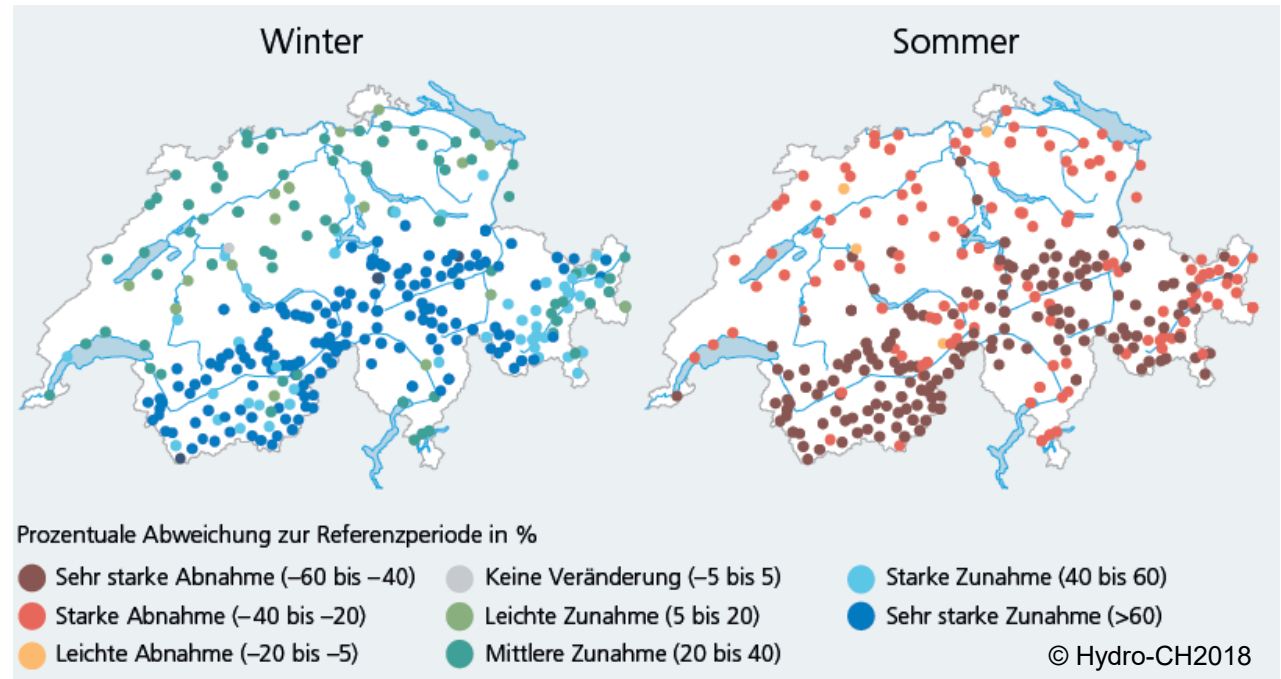 Winter
Sommer
Prozentuale Abweichung zur Referenzperiode in %
Sehr starke Abnahme (–60 bis –40)
Starke Abnahme (–40 bis –20)
Leichte Abnahme (–20 bis –5)
Keine Veränderung (–5 bis 5)
Leichte Zunahme (5 bis 20)
Mittlere Zunahme (20 bis 40)
Starke Zunahme (40 bis 60)
Sehr starke Zunahme (>60)
© Hydro-CH2018